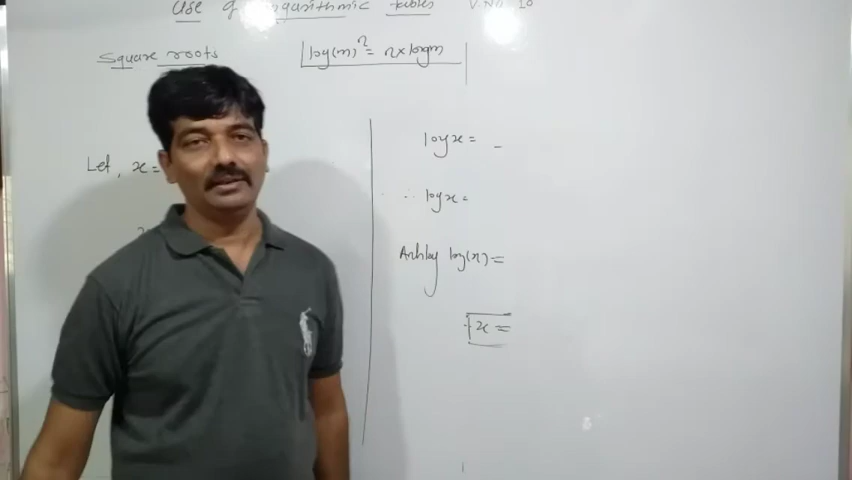 Use of Logarithmic tables V.No. 10
Square roots
log(m)ⁿ = n×logm
Let, x =
x
log x = -
∴ log x =
Antilog log(x) =
x =